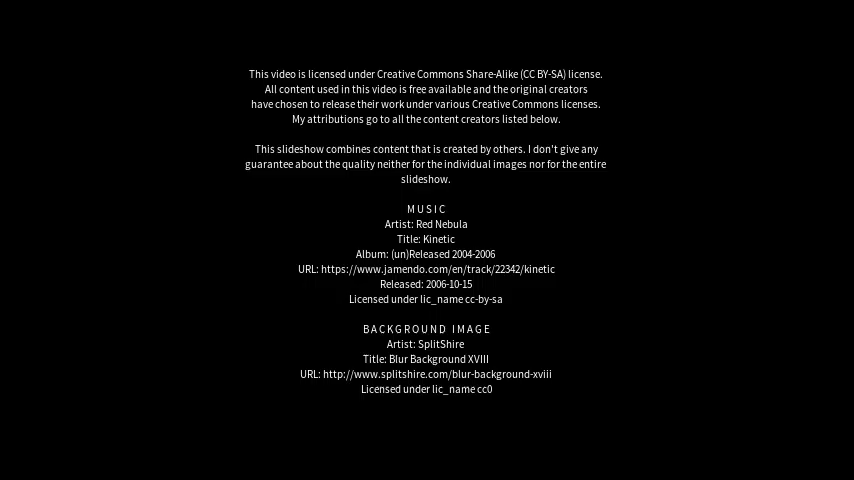 This video is licensed under Creative Commons Share-Alike (CC BY-SA) license.
All content used in this video is free available and the original creators
have chosen to release their work under various Creative Commons licenses.
My attributions go to all the content creators listed below.
This slideshow combines content that is created by others. I don't give any
guarantee about the quality neither for the individual images nor for the entire
slideshow.
MUSIC
Artist: Red Nebula
Title: Kinetic
Album: (un)Released 2004-2006
URL: https://www.jamendo.com/en/track/22342/kinetic
Released: 2006-10-15
Licensed under lic_name cc-by-sa
BACKGROUND IMAGE
Artist: SplitShire
Title: Blur Background XVIII
URL: http://www.splitshire.com/blur-background-xviii
Licensed under lic_name cc0